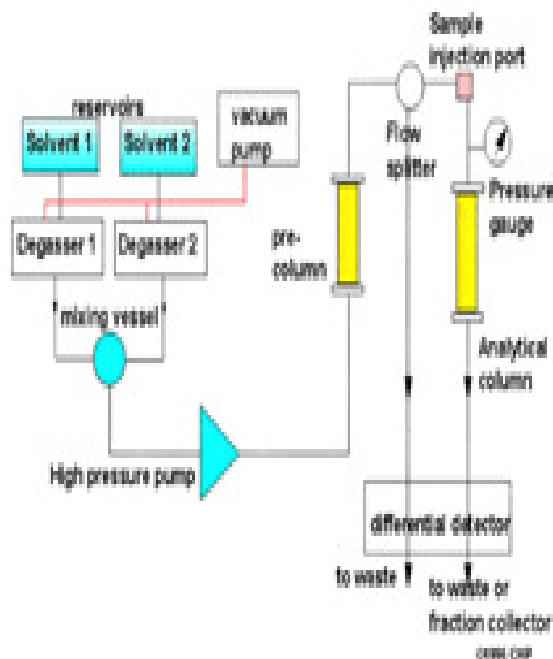 Sample
injection port
reservoirs
Solvent 1
Solvent 2
vacuum
pump
Flow
splitter
Degasser 1
Degasser 2
Pressure
gauge
pre-
column
mixing vessel
Analytical
column
High pressure pump
differential detector
to waste
to waste or
fraction collector